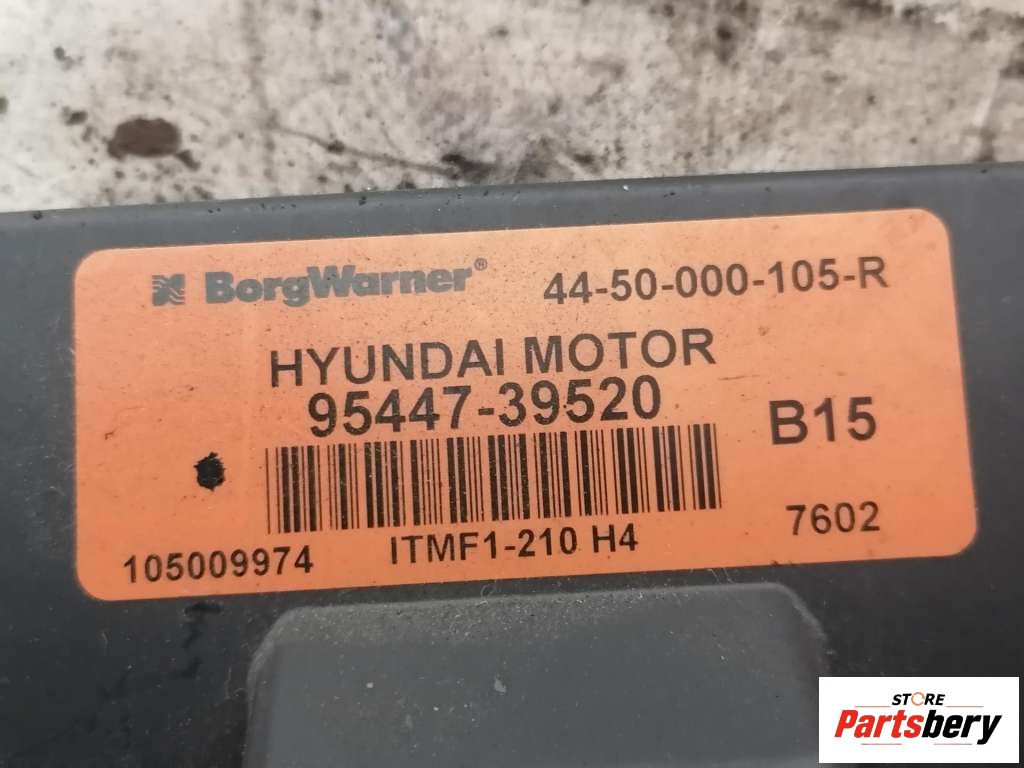 BorgWarner® 44-50-000-105-R
HYUNDAI MOTOR
95447-39520
B15
105009974 ITMF1-210 H4 7602
STORE
Partsbery